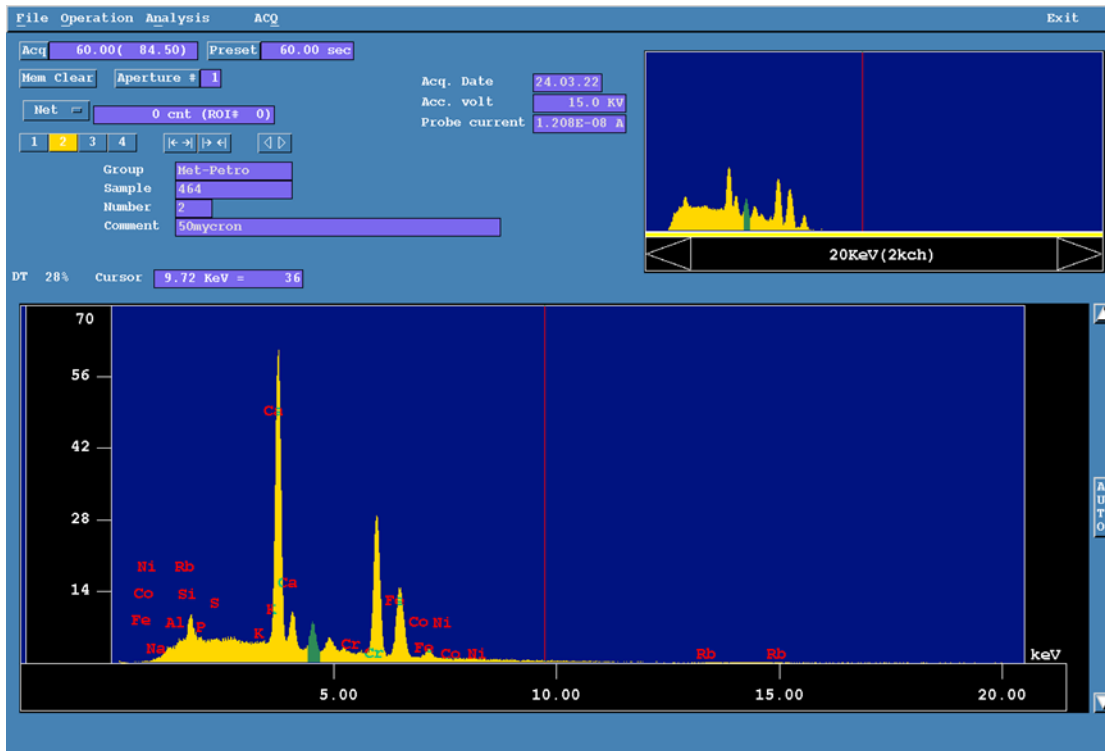 File Operation Analysis ACQ Exit
Acq 60.00( 84.50) Preset 60.00 sec
Mem Clear Aperture # 1
Net 0 cnt (ROI# 0)
1 2 3 4
Group Met-Petro
Sample 464
Number 2
Comment 50mycron
Acq. Date 24.03.22
Acc. volt 15.0 KV
Probe current 1.208E-08 A
20KeV(2kch)
DT 28% Cursor 9.72 KeV = 36
70
56
Ca
42
28
Ni Rb
Ca
14
Co Si Fe
S K
Fe Al P Co Ni
K Cr
Na Cr Fe Co Ni Rb Rb
keV
5.00 10.00 15.00 20.00
AUTO